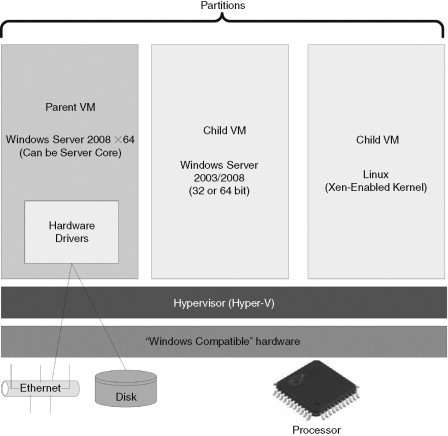 Partitions
Parent VM
Windows Server 2008 ×64
(Can be Server Core)
Hardware
Drivers
Child VM
Windows Server
2003/2008
(32 or 64 bit)
Child VM
Linux
(Xen-Enabled Kernel)
Hypervisor (Hyper-V)
“Windows Compatible” hardware
Ethernet
Disk
Processor